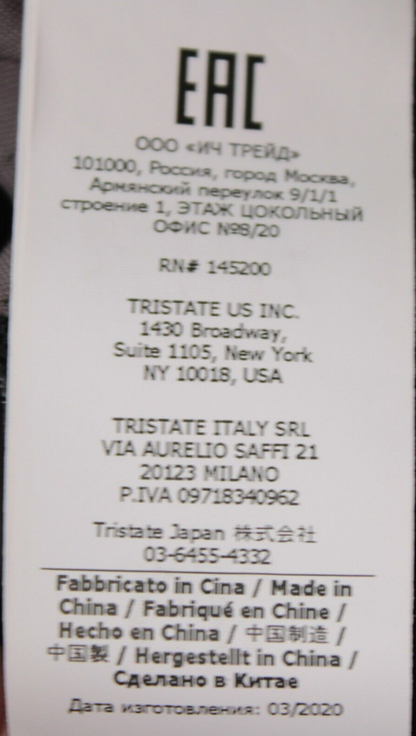 EAC
ООО «ИЧ ТРЕЙД»
101000, Россия, город Москва,
Армянский переулок 9/1/1
строение 1, ЭТАЖ ЦОКОЛЬНЫЙ
ОФИС №8/20
RN# 145200
TRISTATE US INC.
1430 Broadway,
Suite 1105, New York
NY 10018, USA
TRISTATE ITALY SRL
VIA AURELIO SAFFI 21
20123 MILANO
P.IVA 09718340962
Tristate Japan 株式会社
03-6455-4332
Fabbricato in Cina / Made in
China / Fabriqué en Chine /
Hecho en China / 中国制造 /
中国製 / Hergestellt in China /
Сделано в Китае
Дата изготовления: 03/2020